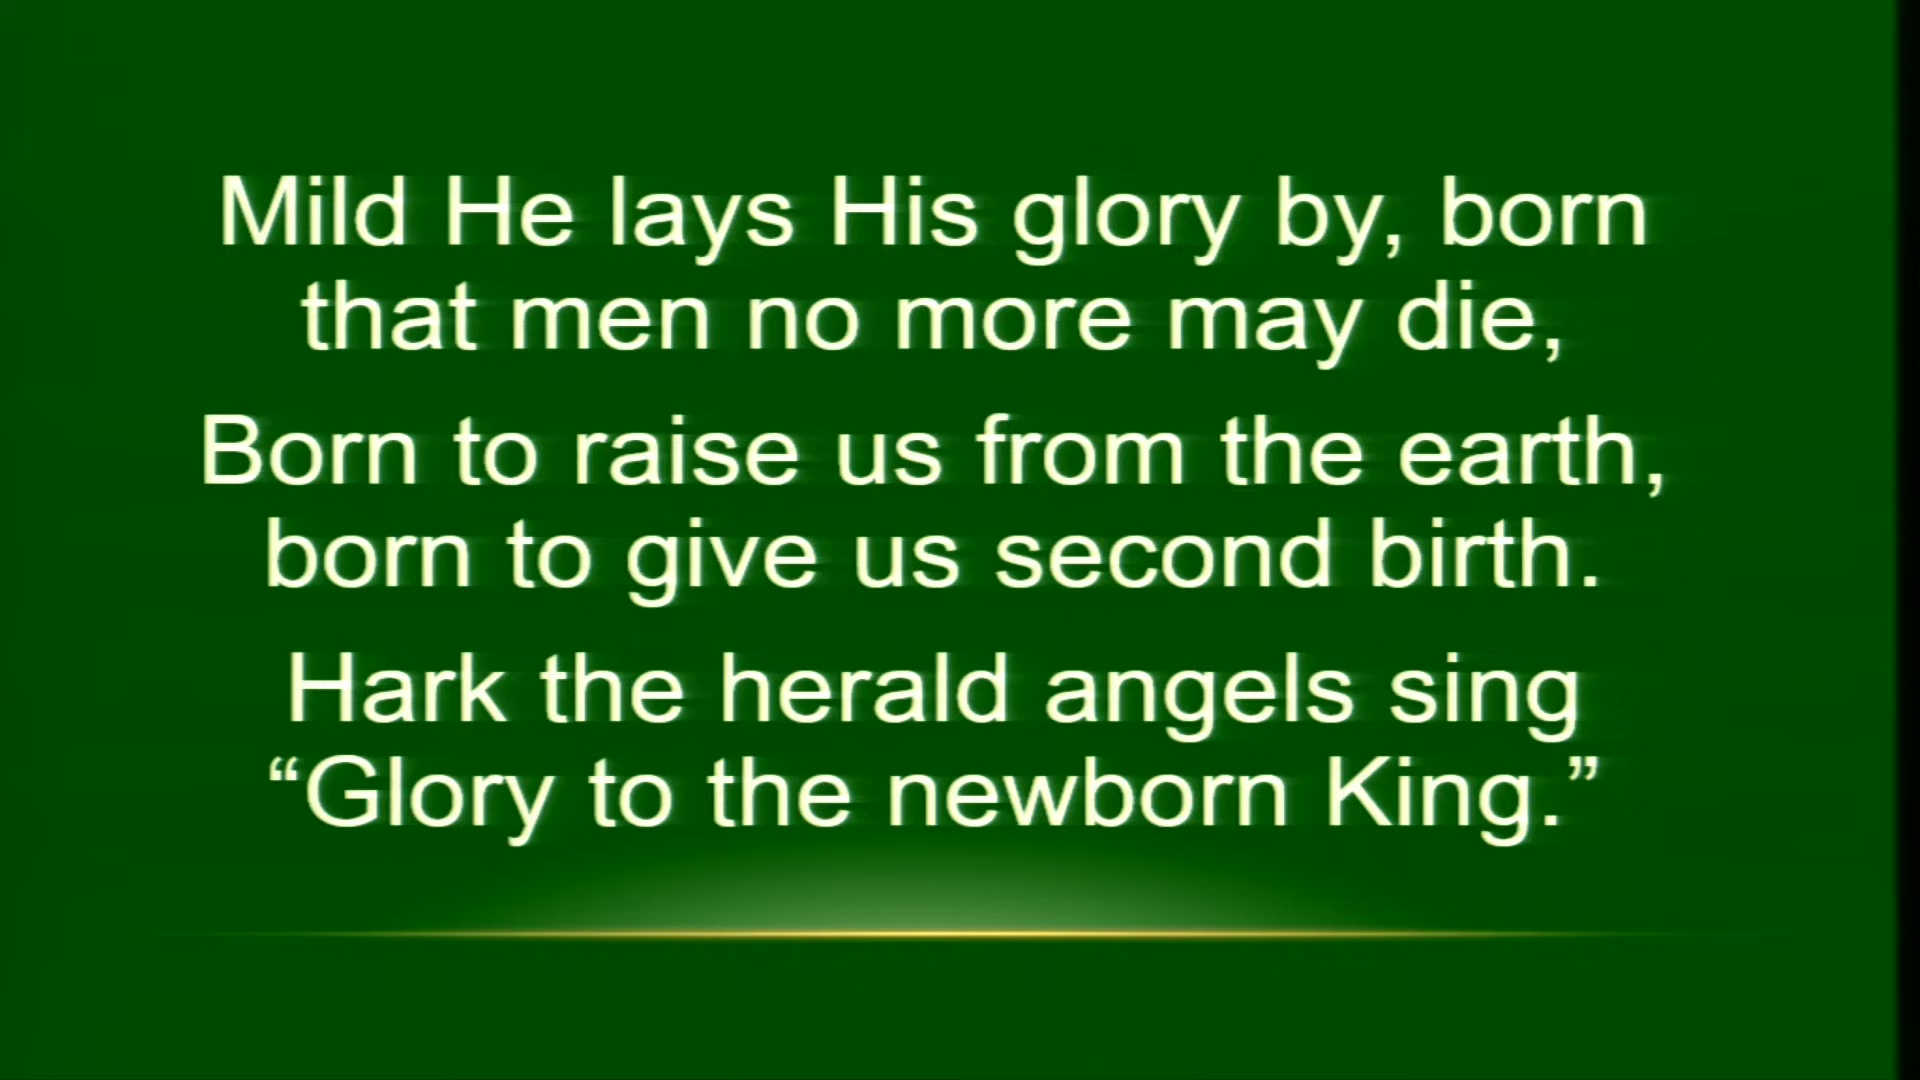 Mild He lays His glory by, born
that men no more may die,
Born to raise us from the earth,
born to give us second birth.
Hark the herald angels sing
“Glory to the newborn King.”